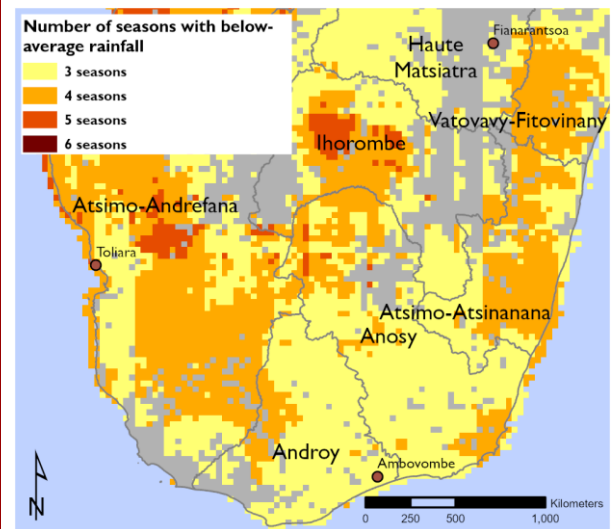 Number of seasons with below-
average rainfall
3 seasons
4 seasons
5 seasons
6 seasons
Fianarantsoa
Haute
Matsiatra
Vatovavy-Fitovinany
Ihorombe
Atsimo-Andrefana
Toliara
Atsimo-Atsinanana
Anosy
Androy
Ambovombe
N
0 250 500 1,000
Kilometers